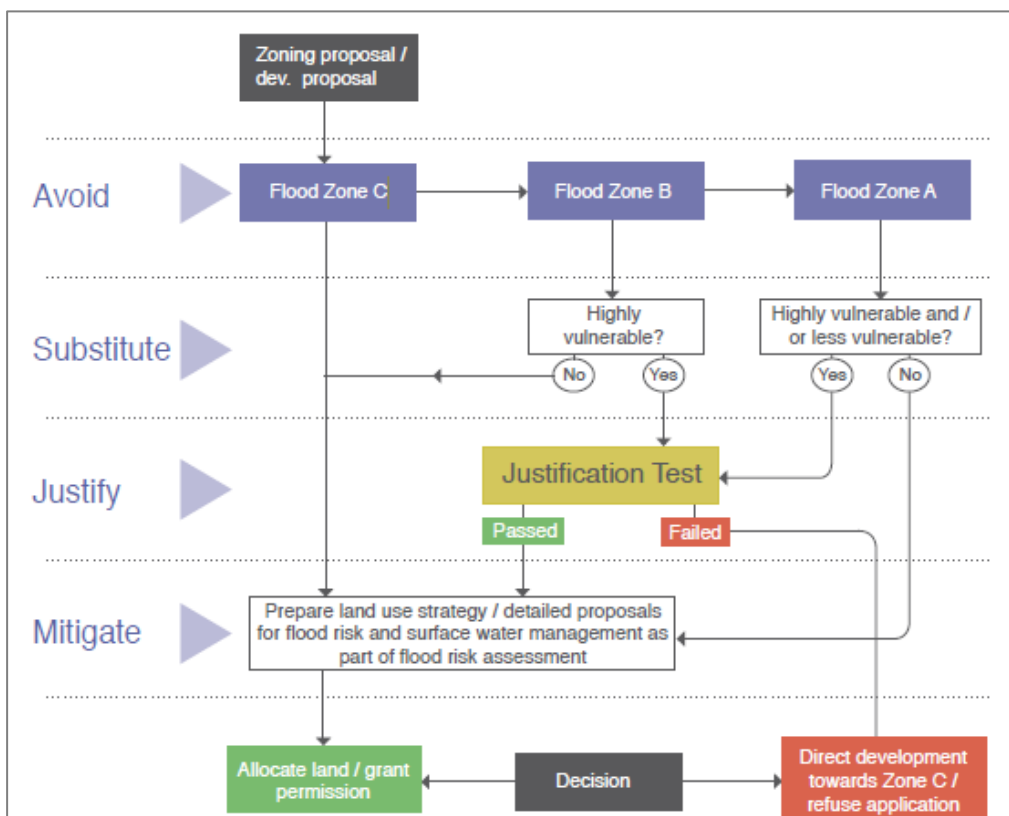 Zoning proposal /
dev. proposal
Avoid
Flood Zone C
Flood Zone B
Flood Zone A
Substitute
Highly
vulnerable?
Highly vulnerable and /
or less vulnerable?
No
Yes
Yes
No
Justify
Justification Test
Passed
Failed
Mitigate
Prepare land use strategy / detailed proposals
for flood risk and surface water management as
part of flood risk assessment
Allocate land / grant
permission
Decision
Direct development
towards Zone C /
refuse application